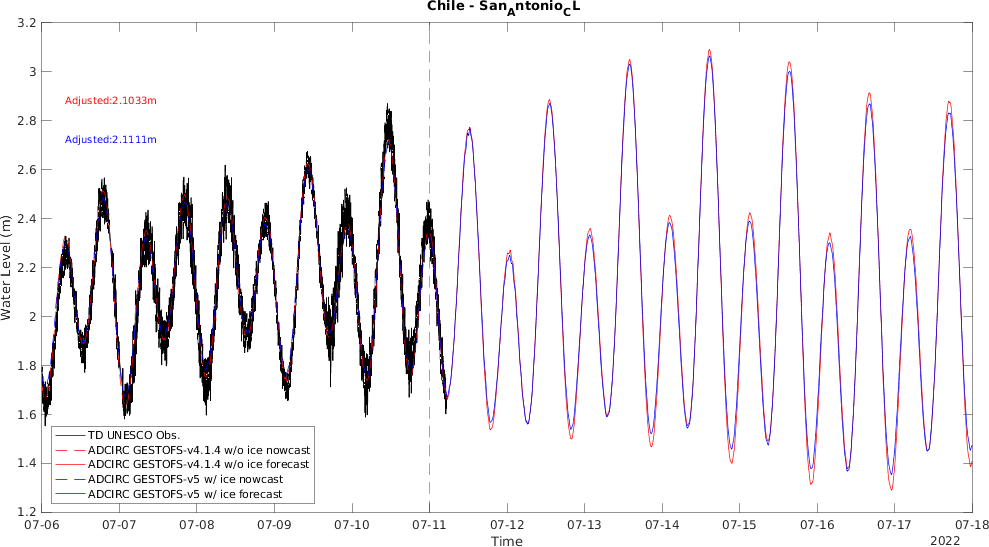 Chile - San_Antonio_CL
3.2
3
2.8
2.6
2.4
2.2
2
1.8
1.6
1.4
1.2
Water Level (m)
Adjusted:2.1033m
Adjusted:2.1111m
TD UNESCO Obs.
ADCIRC GESTOFS-v4.1.4 w/o ice nowcast
ADCIRC GESTOFS-v4.1.4 w/o ice forecast
ADCIRC GESTOFS-v5 w/ ice nowcast
ADCIRC GESTOFS-v5 w/ ice forecast
07-06 07-07 07-08 07-09 07-10 07-11 07-12 07-13 07-14 07-15 07-16 07-17 07-18
Time
2022